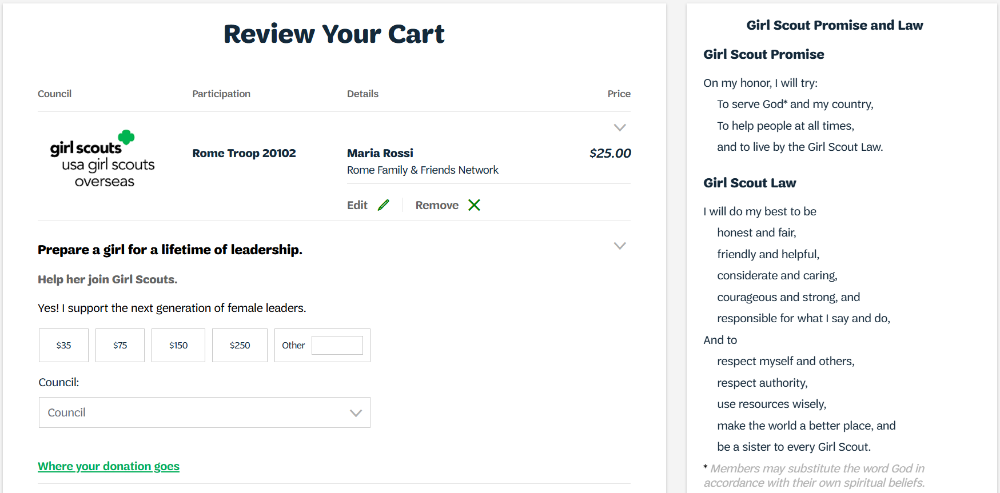 Review Your Cart
Council Participation Details Price
girl scouts
usa girl scouts
overseas
Rome Troop 20102
Maria Rossi
$25.00
Rome Family & Friends Network
Edit Remove
Prepare a girl for a lifetime of leadership.
Help her join Girl Scouts.
Yes! I support the next generation of female leaders.
$35 $75 $150 $250 Other
Council:
Council
Where your donation goes
Girl Scout Promise and Law
Girl Scout Promise
On my honor, I will try:
To serve God* and my country,
To help people at all times,
and to live by the Girl Scout Law.
Girl Scout Law
I will do my best to be
honest and fair,
friendly and helpful,
considerate and caring,
courageous and strong, and
responsible for what I say and do,
And to
respect myself and others,
respect authority,
use resources wisely,
make the world a better place, and
be a sister to every Girl Scout.
* Members may substitute the word God in
accordance with their own spiritual beliefs.